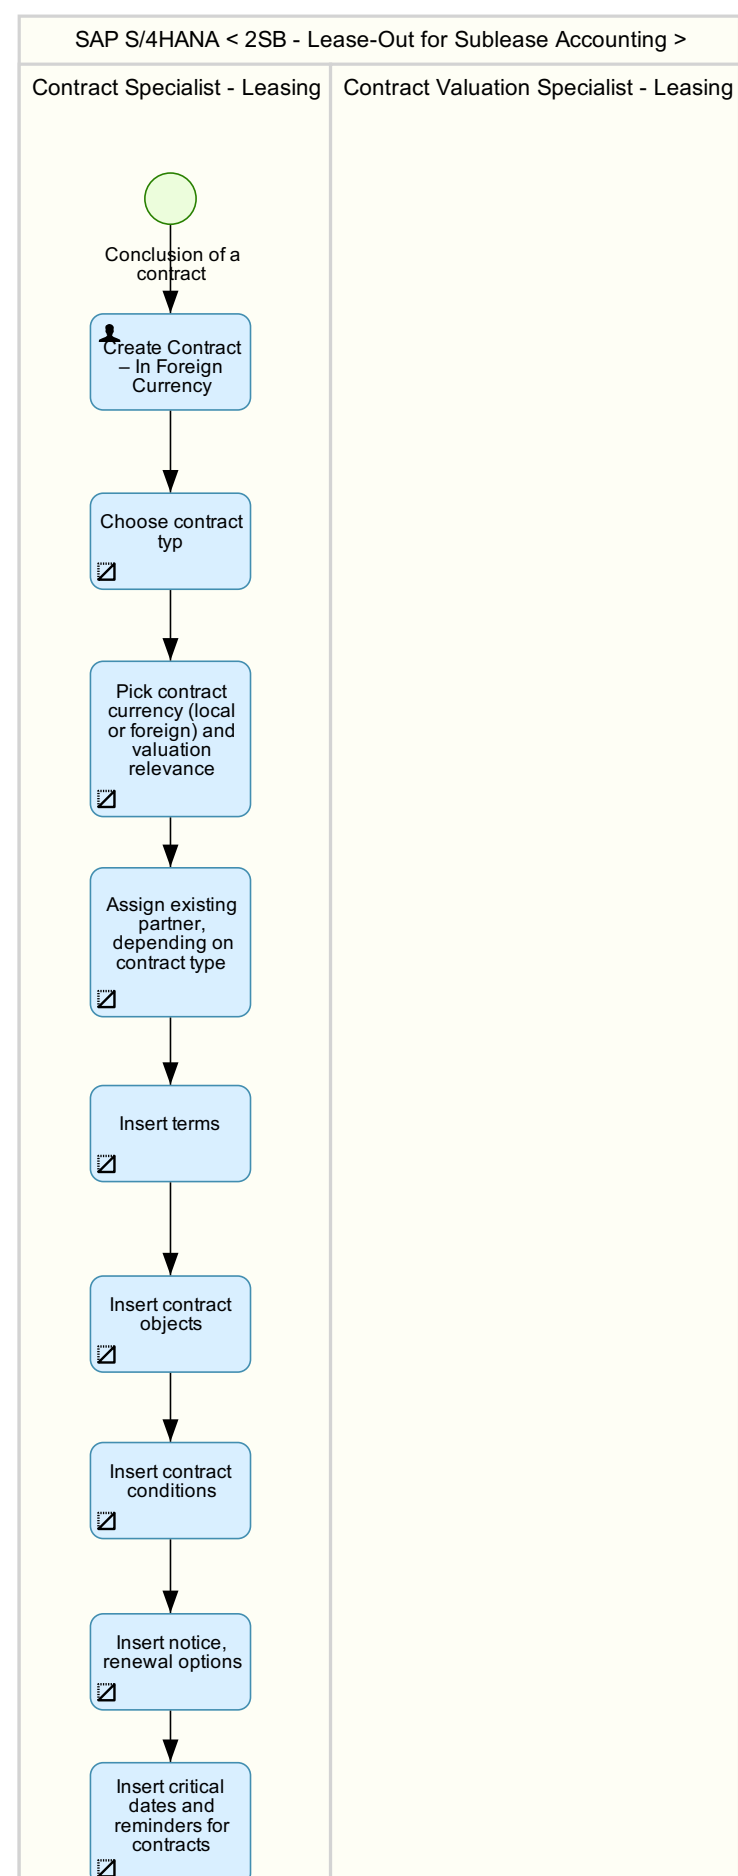 SAP S/4HANA < 2SB - Lease-Out for Sublease Accounting >
Contract Specialist - Leasing
Contract Valuation Specialist - Leasing
Conclusion of a
contract
Create Contract
– In Foreign
Currency
Choose contract
typ
Pick contract
currency (local
or foreign) and
valuation
relevance
Assign existing
partner,
depending on
contract type
Insert terms
Insert contract
objects
Insert contract
conditions
Insert notice,
renewal options
Insert critical
dates and
reminders for
contracts